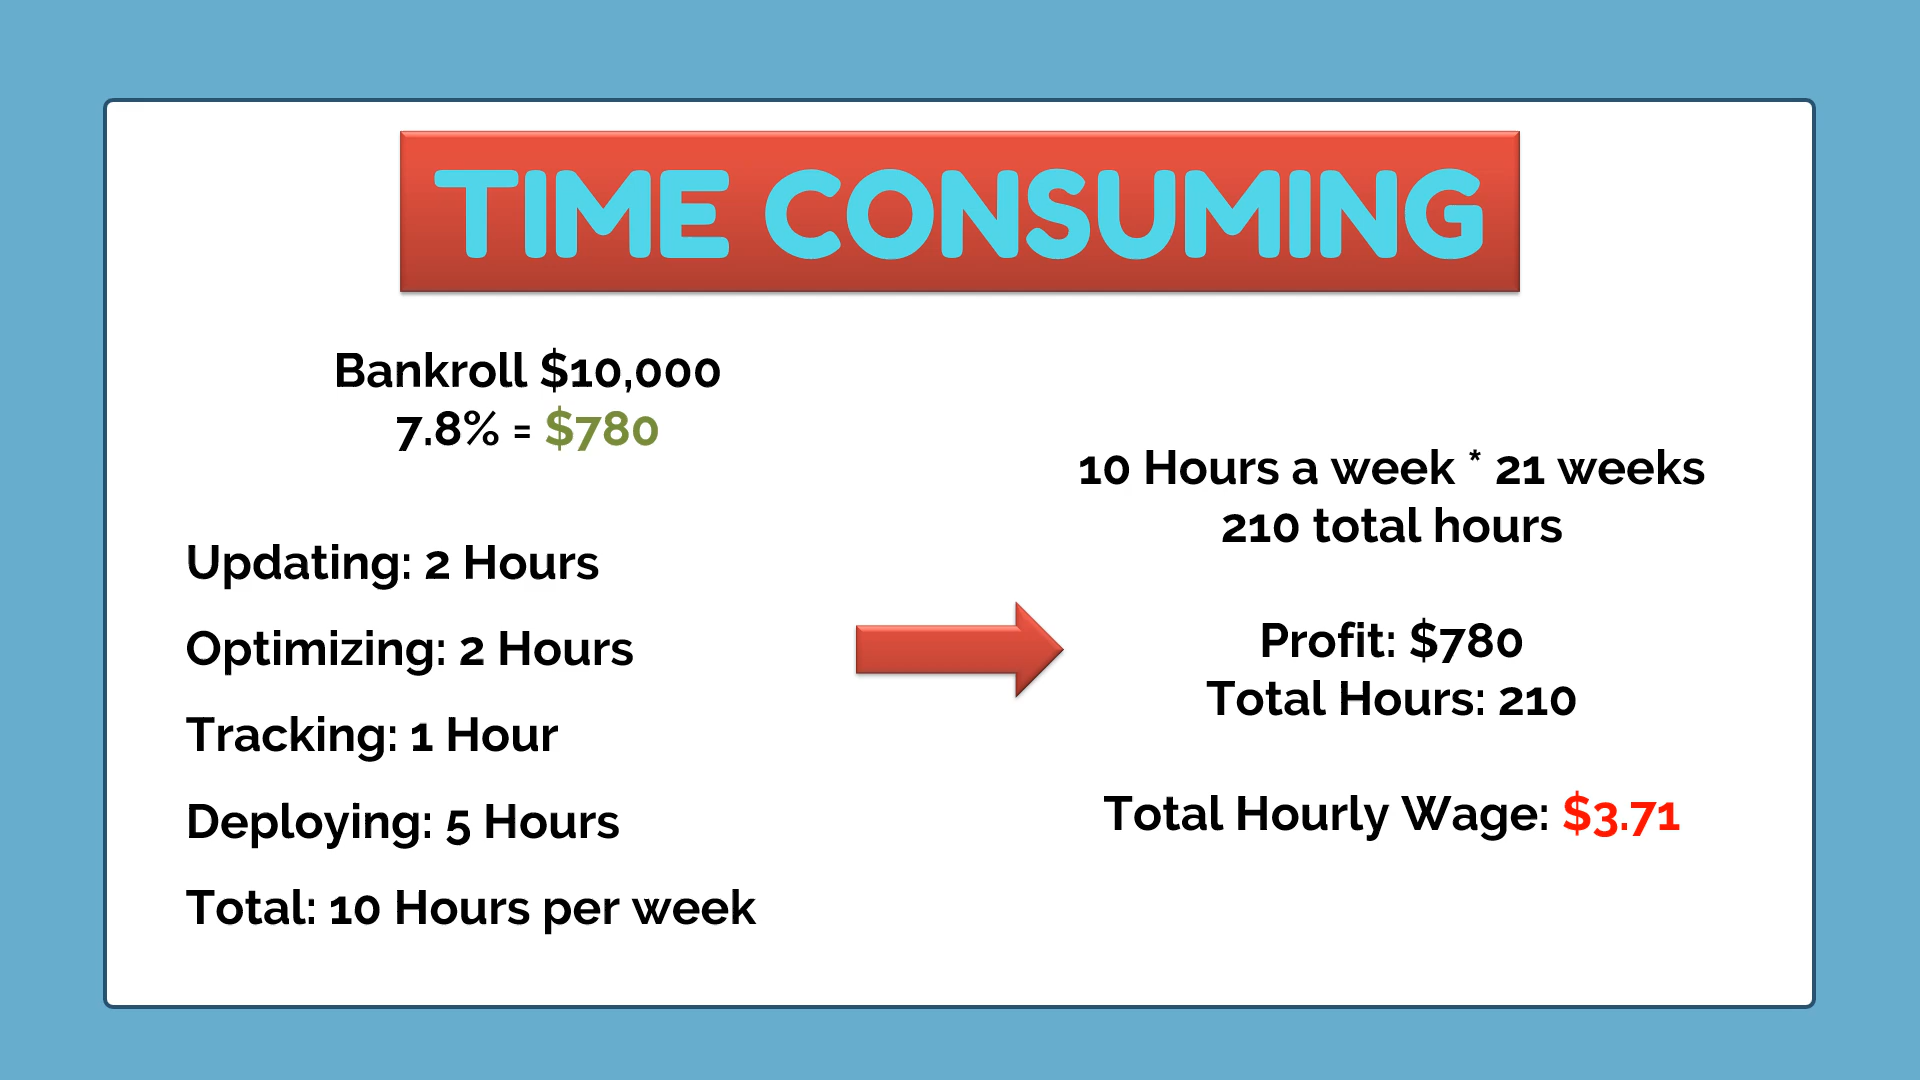 TIME CONSUMING
Bankroll $10,000
7.8% = $780
Updating: 2 Hours
Optimizing: 2 Hours
Tracking: 1 Hour
Deploying: 5 Hours
Total: 10 Hours per week
10 Hours a week * 21 weeks
210 total hours
Profit: $780
Total Hours: 210
Total Hourly Wage: $3.71